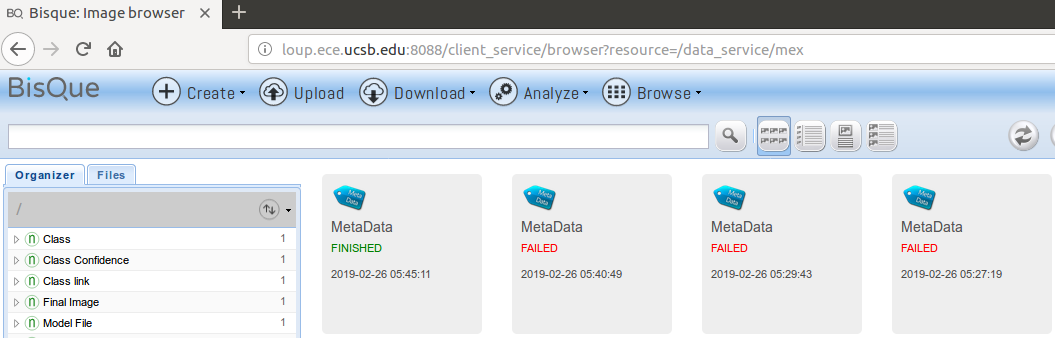 BQ Bisque: Image browser
loup.ece.ucsb.edu:8088/client_service/browser?resource=/data_service/mex
BisQue Create Upload Download Analyze Browse
Organizer Files
/
Class 1
Class Confidence 1
Class link 1
Final Image 1
Model File 1
Meta Data
MetaData
FINISHED
2019-02-26 05:45:11
Meta Data
MetaData
FAILED
2019-02-26 05:40:49
Meta Data
MetaData
FAILED
2019-02-26 05:29:43
Meta Data
MetaData
FAILED
2019-02-26 05:27:19